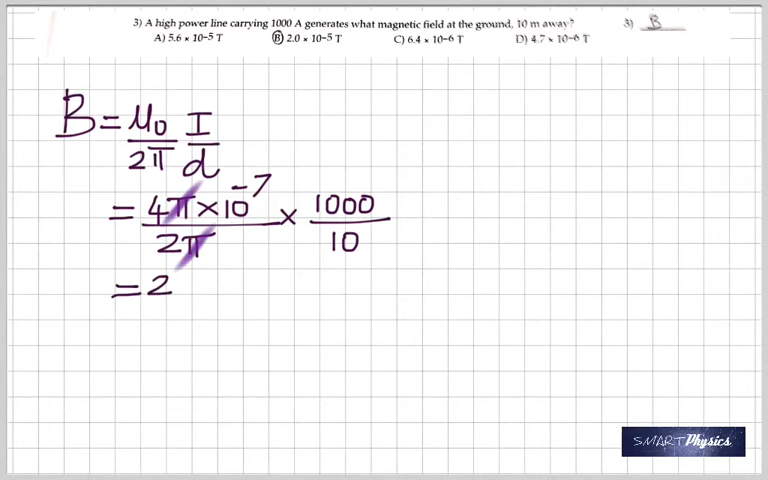 3) A high power line carrying 1000 A generates what magnetic field at the ground, 10 m away? 3) B
A) 5.6 × 10−5 T B) 2.0 × 10−5 T C) 6.4 × 10−6 T D) 4.7 × 10−6 T
B = μ0/2π I/d
= 4π × 10^−7/2π × 1000/10
= 2
SMARTPhysics